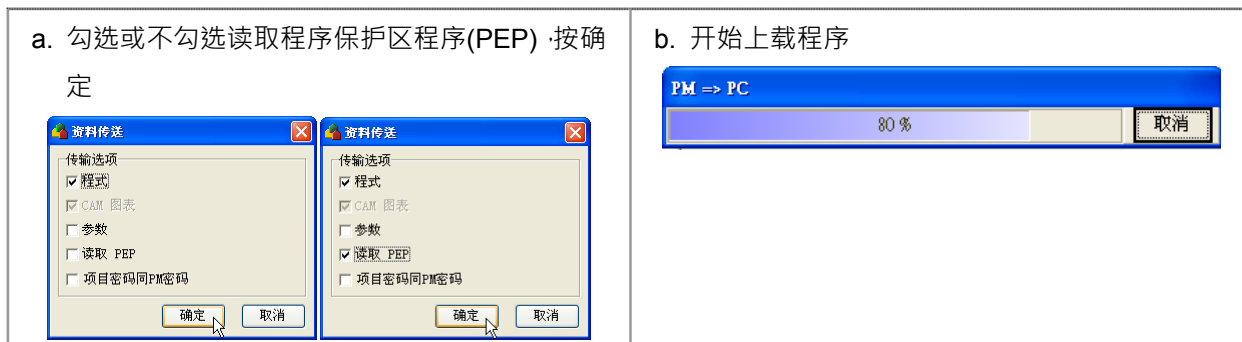 a. 勾选或不勾选读取程序保护区程序(PEP)，按确
定
资料传送
传输选项
程式
CAM 图表
参数
读取 PEP
项目密码同PM密码
确定
取消
资料传送
传输选项
程式
CAM 图表
参数
读取 PEP
项目密码同PM密码
确定
取消
b. 开始上载程序
PM => PC
80 %
取消